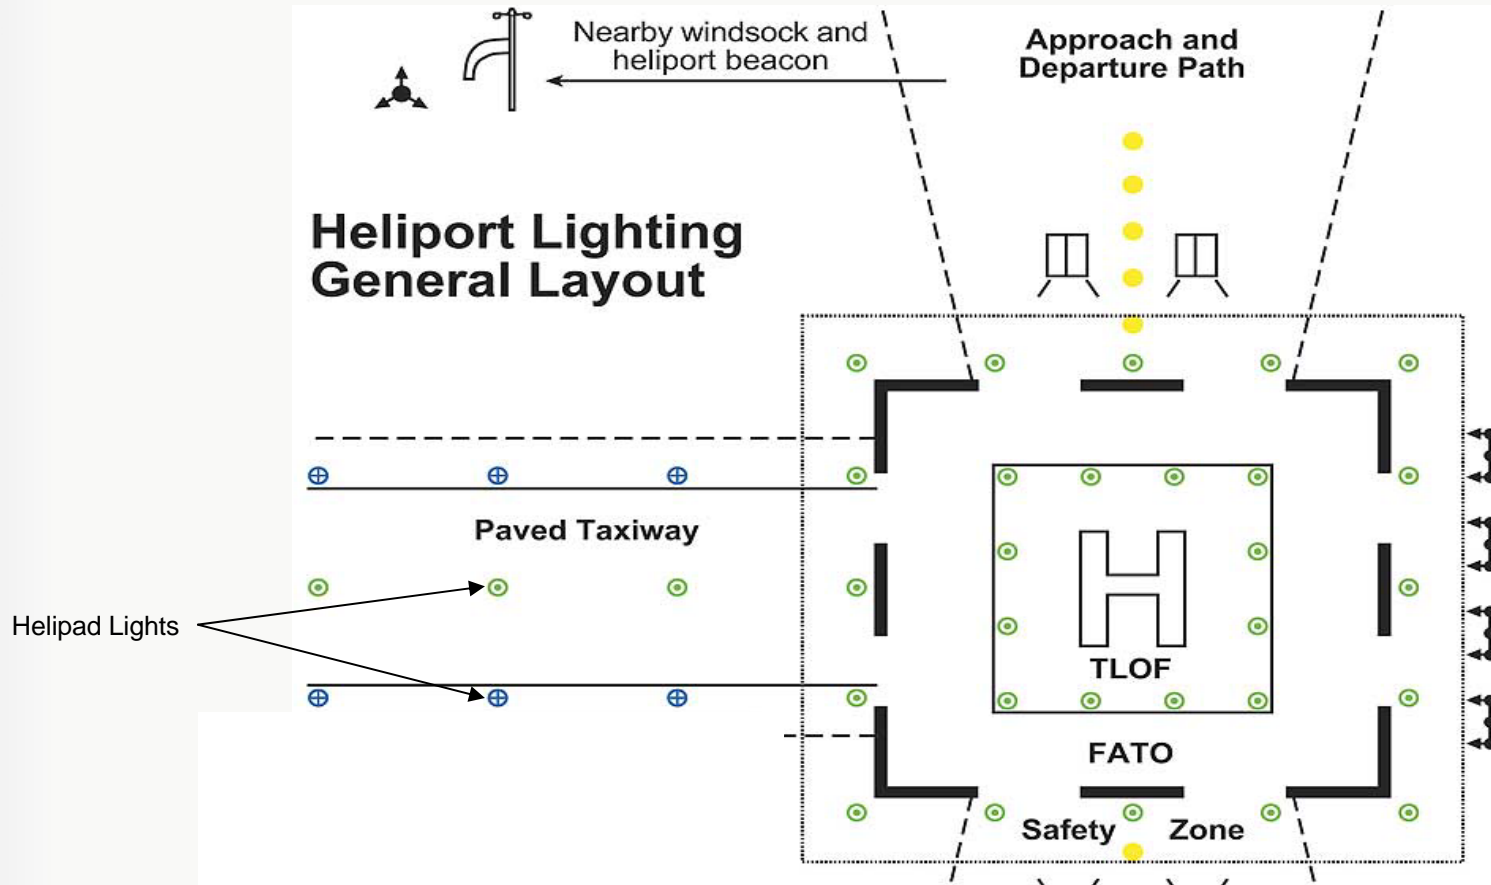 Nearby windsock and
heliport beacon
Approach and
Departure Path
Heliport Lighting
General Layout
Paved Taxiway
Helipad Lights
H
TLOF
FATO
Safety Zone